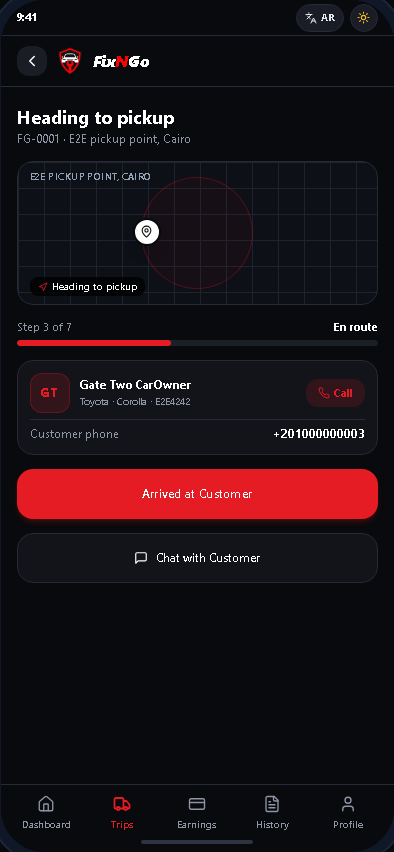 9:41
AR
FixNGo
Heading to pickup
FG-0001 · E2E pickup point, Cairo
E2E PICKUP POINT, CAIRO
Heading to pickup
Step 3 of 7
En route
GT
Gate Two CarOwner
Toyota · Corolla · E2E4242
Call
Customer phone
+201000000003
Arrived at Customer
Chat with Customer
Dashboard
Trips
Earnings
History
Profile